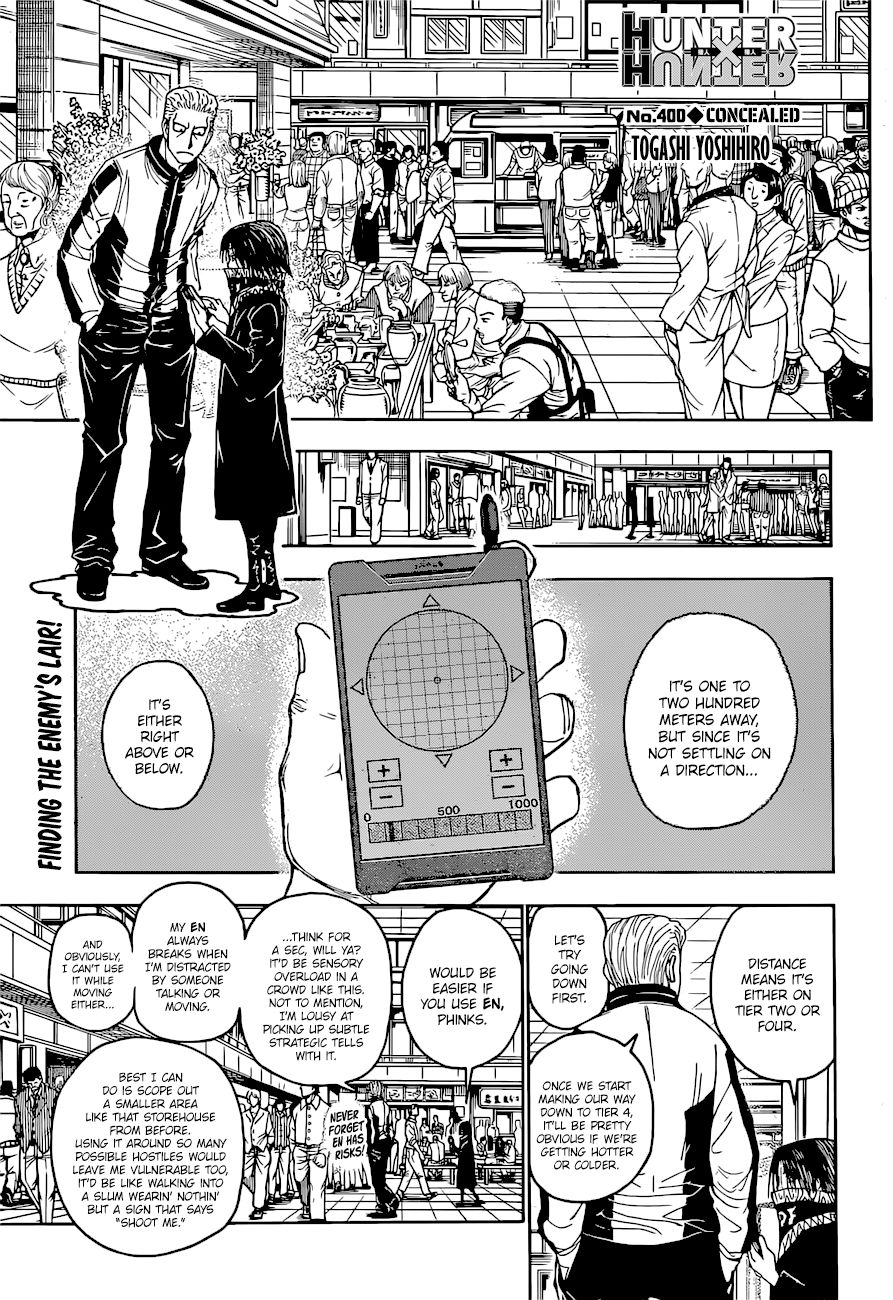 HUNTER
×
HUNTER
No.400◆CONCEALED
TOGASHI YOSHIHIRO
FINDING THE ENEMY'S LAIR!
IT'S ONE TO
TWO HUNDRED
METERS AWAY,
BUT SINCE IT'S
NOT SETTLING ON
A DIRECTION...
IT'S
EITHER
RIGHT
ABOVE OR
BELOW.
+
−
+
−
0 500 1000
DISTANCE
MEANS IT'S
EITHER ON
TIER TWO OR
FOUR.
LET'S
TRY
GOING
DOWN
FIRST.
ONCE WE START
MAKING OUR WAY
DOWN TO TIER 4,
IT'LL BE PRETTY
OBVIOUS IF WE'RE
GETTING HOTTER
OR COLDER.
WOULD BE
EASIER IF
YOU USE EN,
PHINKS.
...THINK FOR
A SEC, WILL YA?
IT'D BE SENSORY
OVERLOAD IN A
CROWD LIKE THIS.
NOT TO MENTION,
I'M LOUSY AT
PICKING UP SUBTLE
STRATEGIC TELLS
WITH IT.
MY EN
ALWAYS
BREAKS WHEN
I'M DISTRACTED
BY SOMEONE
TALKING OR
MOVING.
AND
OBVIOUSLY,
I CAN'T USE
IT WHILE
MOVING
EITHER...
BEST I CAN
DO IS SCOPE OUT
A SMALLER AREA
LIKE THAT STOREHOUSE
FROM BEFORE.
USING IT AROUND SO MANY
POSSIBLE HOSTILES WOULD
LEAVE ME VULNERABLE TOO,
IT'D BE LIKE WALKING INTO
A SLUM WEARIN' NOTHIN'
BUT A SIGN THAT SAYS
"SHOOT ME."
NEVER
FORGET
EN HAS
RISKS!